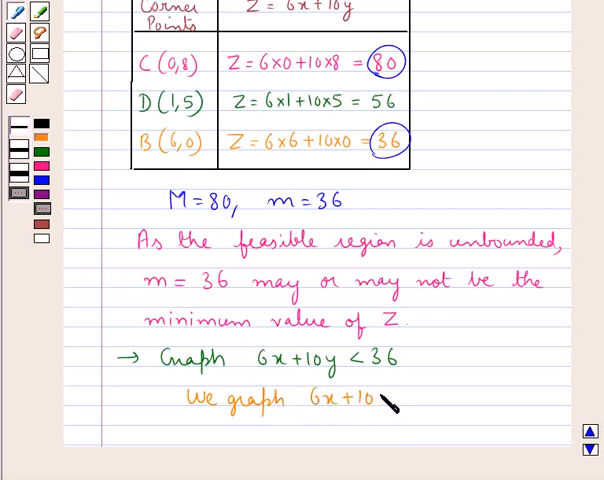 Corner Z = 6x+10y
Points
C (0,8) Z = 6×0+10×8 = 80
D (1,5) Z = 6×1+10×5 = 56
B (6,0) Z = 6×6+10×0 = 36
M = 80, m = 36
As the feasible region is unbounded,
m = 36 may or may not be the
minimum value of Z.
→ Graph 6x+10y < 36
We graph 6x+10